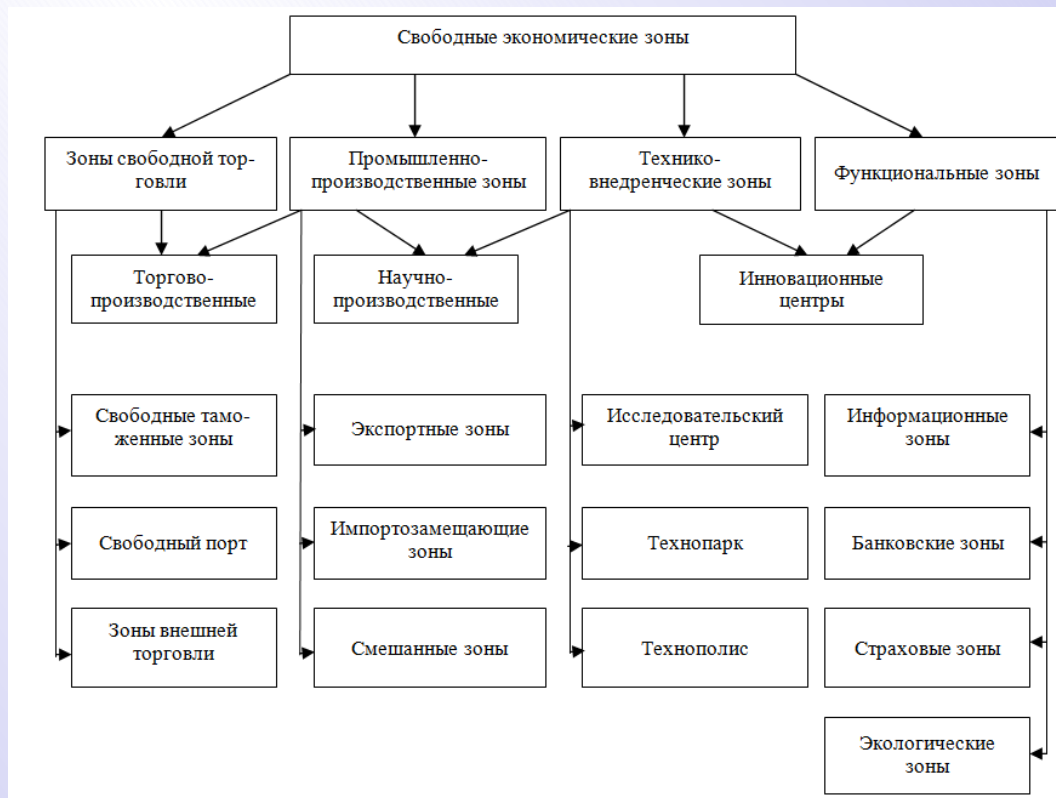 Свободные экономические зоны
Зоны свободной тор-
говли
Промышленно-
производственные зоны
Технико-
внедренческие зоны
Функциональные зоны
Торгово-
производственные
Научно-
производственные
Инновационные
центры
Свободные тамо-
женные зоны
Экспортные зоны
Исследовательский
центр
Информационные
зоны
Свободный порт
Импортозамещающие
зоны
Технопарк
Банковские зоны
Зоны внешней
торговли
Смешанные зоны
Технополис
Страховые зоны
Экологические
зоны